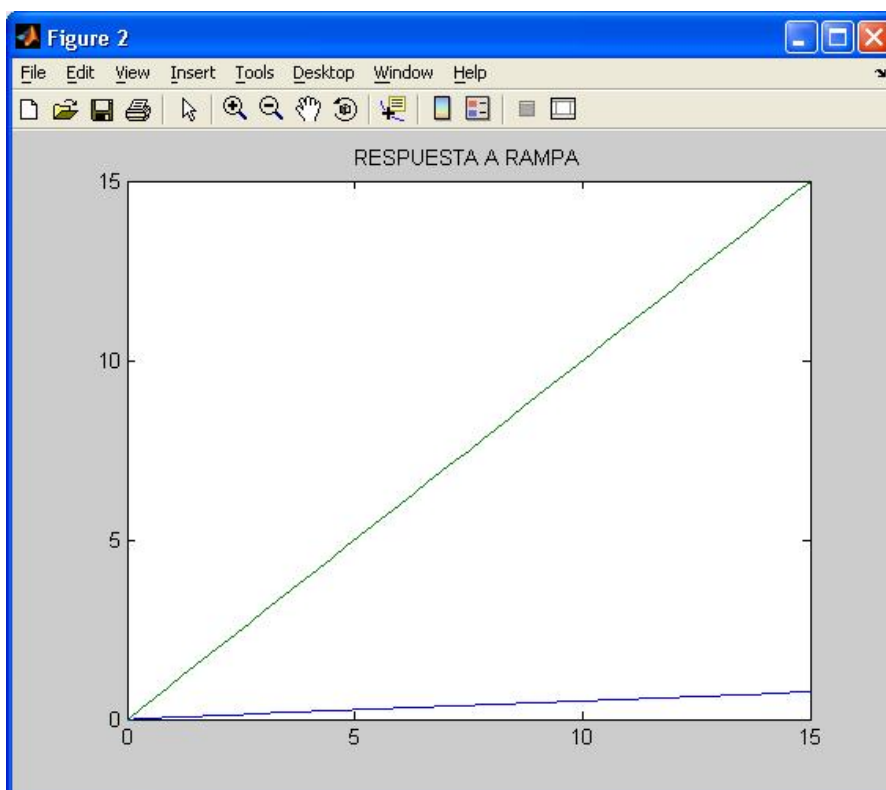 Figure 2
File Edit View Insert Tools Desktop Window Help
RESPUESTA A RAMPA
15
10
5
0
0 5 10 15